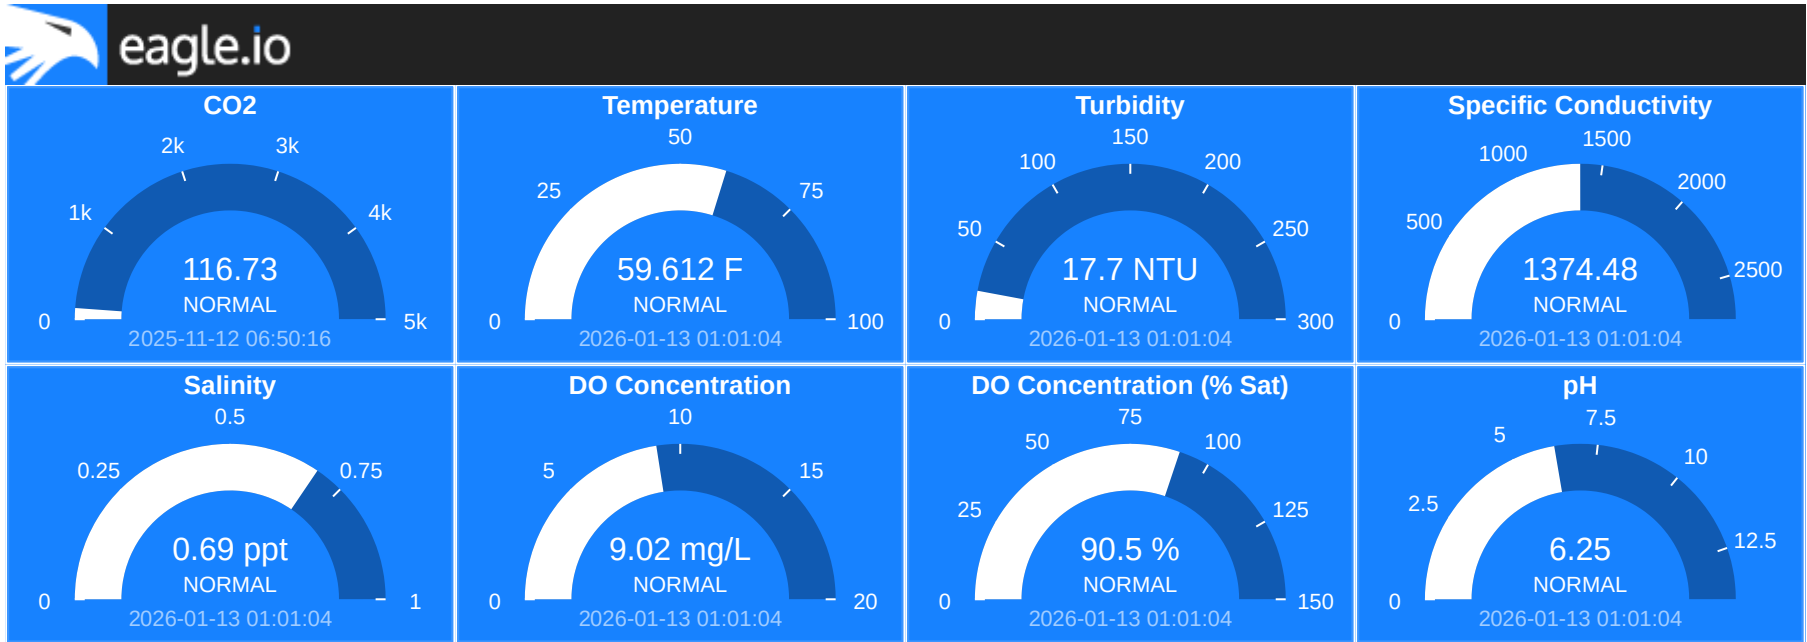 eagle.io
CO2
2k
3k
1k
4k
0
5k
116.73
NORMAL
2025-11-12 06:50:16
Temperature
50
25
75
0
100
59.612 F
NORMAL
2026-01-13 01:01:04
Turbidity
150
100
200
50
250
0
300
17.7 NTU
NORMAL
2026-01-13 01:01:04
Specific Conductivity
1500
1000
2000
500
2500
0
1374.48
NORMAL
2026-01-13 01:01:04
Salinity
0.5
0.25
0.75
0
1
0.69 ppt
NORMAL
2026-01-13 01:01:04
DO Concentration
10
5
15
0
20
9.02 mg/L
NORMAL
2026-01-13 01:01:04
DO Concentration (% Sat)
75
50
100
25
125
0
150
90.5 %
NORMAL
2026-01-13 01:01:04
pH
7.5
5
10
2.5
12.5
0
6.25
NORMAL
2026-01-13 01:01:04